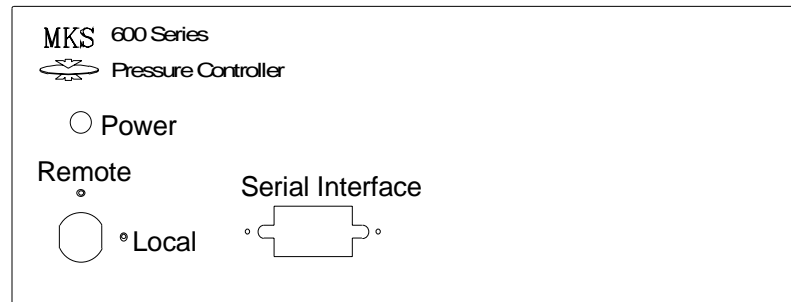 MKS 600 Series
Pressure Controller
Power
Remote
Serial Interface
Local